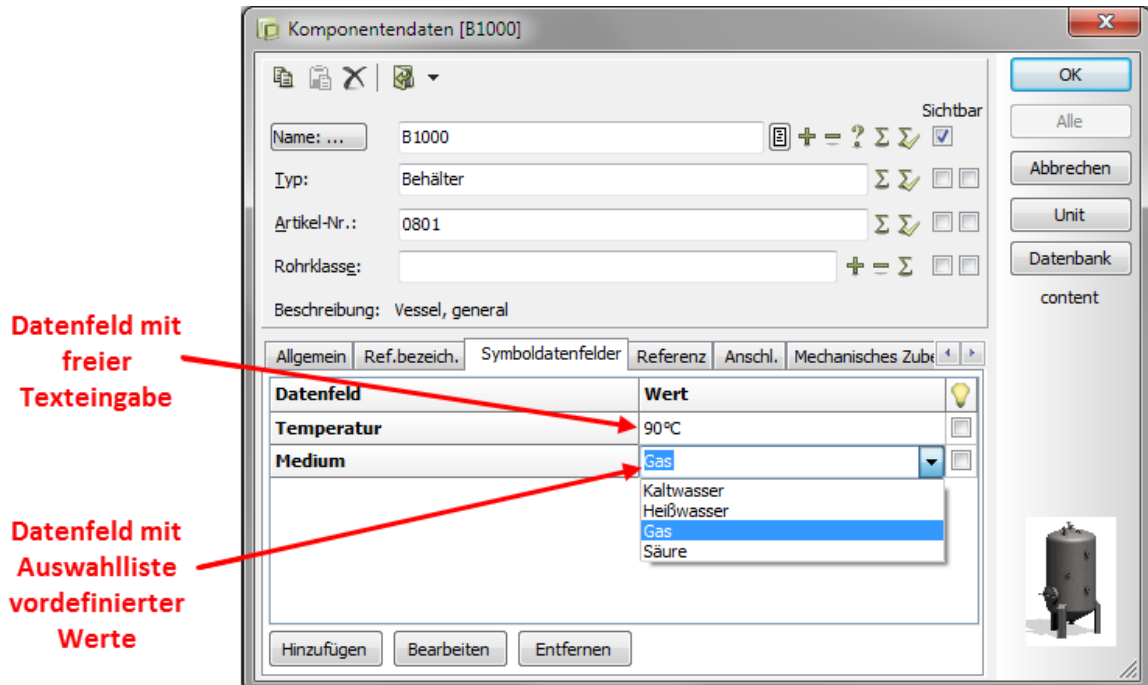 Komponentendaten [B1000]
OK
Sichtbar
Alle
Name: ...
B1000
Typ:
Behälter
Abbrechen
Artikel-Nr.:
0801
Unit
Rohrklasse:
Datenbank
Beschreibung: Vessel, general
content
Datenfeld mit
freier
Texteingabe
Allgemein
Ref.bezeich.
Symboldatenfelder
Referenz
Anschl.
Mechanisches Zube
Datenfeld
Wert
Temperatur
90°C
Medium
Gas
Kaltwasser
Heißwasser
Gas
Säure
Datenfeld mit
Auswahlliste
vordefinierter
Werte
Hinzufügen
Bearbeiten
Entfernen